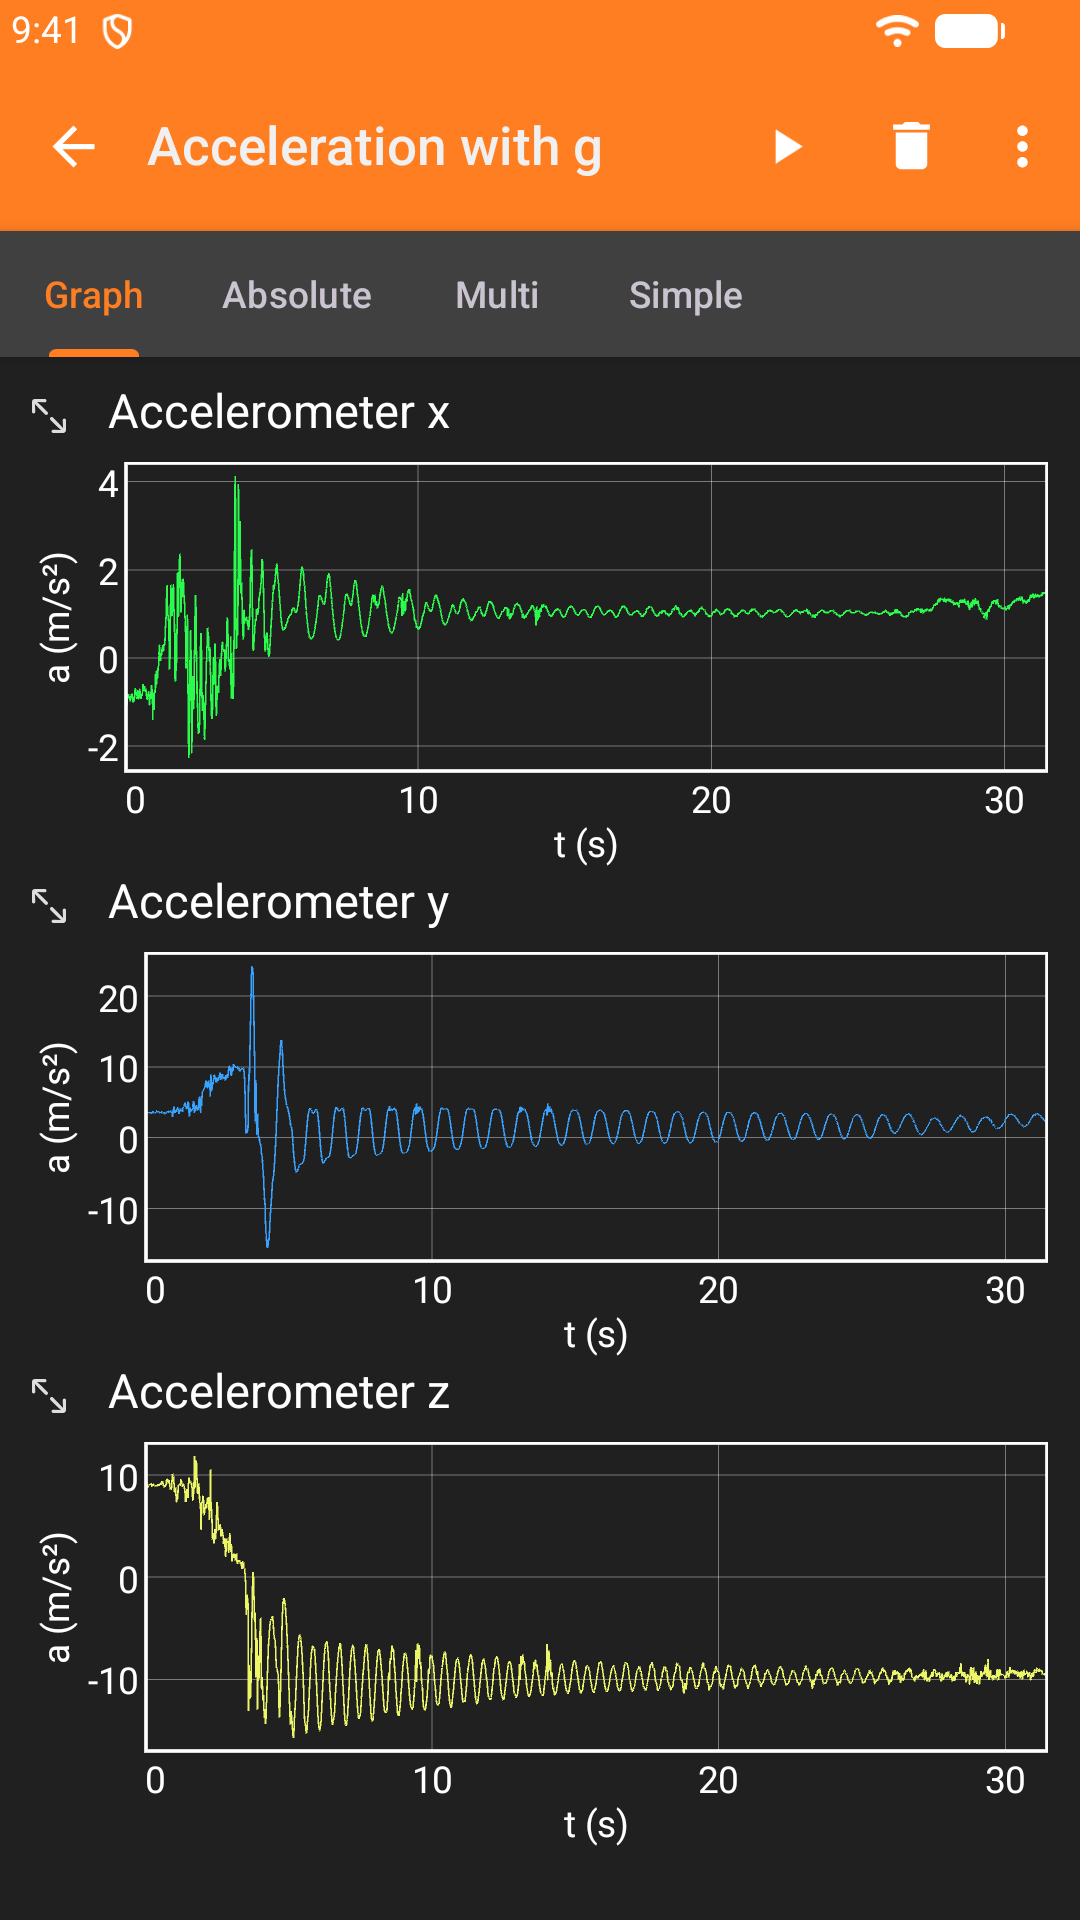 9:41
Acceleration with g
Graph Absolute Multi Simple
Accelerometer x
4
2
0
-2
a (m/s²)
0 10 20 30
t (s)
Accelerometer y
20
10
0
-10
a (m/s²)
0 10 20 30
t (s)
Accelerometer z
10
0
-10
a (m/s²)
0 10 20 30
t (s)